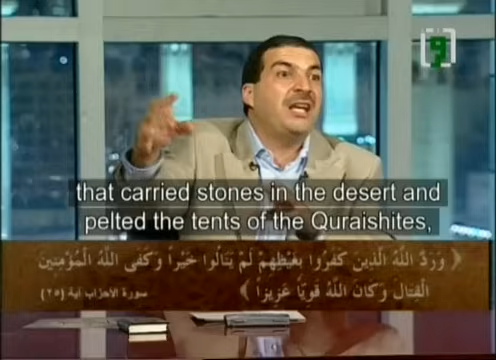 that carried stones in the desert and
pelted the tents of the Quraishites,
﴿ وَرَدَّ اللَّهُ الَّذِينَ كَفَرُوا بِغَيْظِهِمْ لَمْ يَنَالُوا خَيْرًا وَكَفَى اللَّهُ الْمُؤْمِنِينَ
الْقِتَالَ وَكَانَ اللَّهُ قَوِيًّا عَزِيزًا ﴾ سورة الأحزاب آية (٢٥)